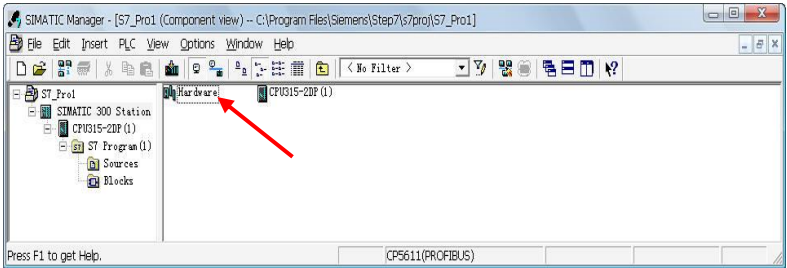 SIMATIC Manager - [S7_Pro1 (Component view) -- C:\Program Files\Siemens\Step7\s7proj\S7_Pro1]
File Edit Insert PLC View Options Window Help
< No Filter >
S7_Pro1
SIMATIC 300 Station
CPU315-2DP(1)
S7 Program(1)
Sources
Blocks
Hardware CPU315-2DP(1)
Press F1 to get Help. CP5611(PROFIBUS)